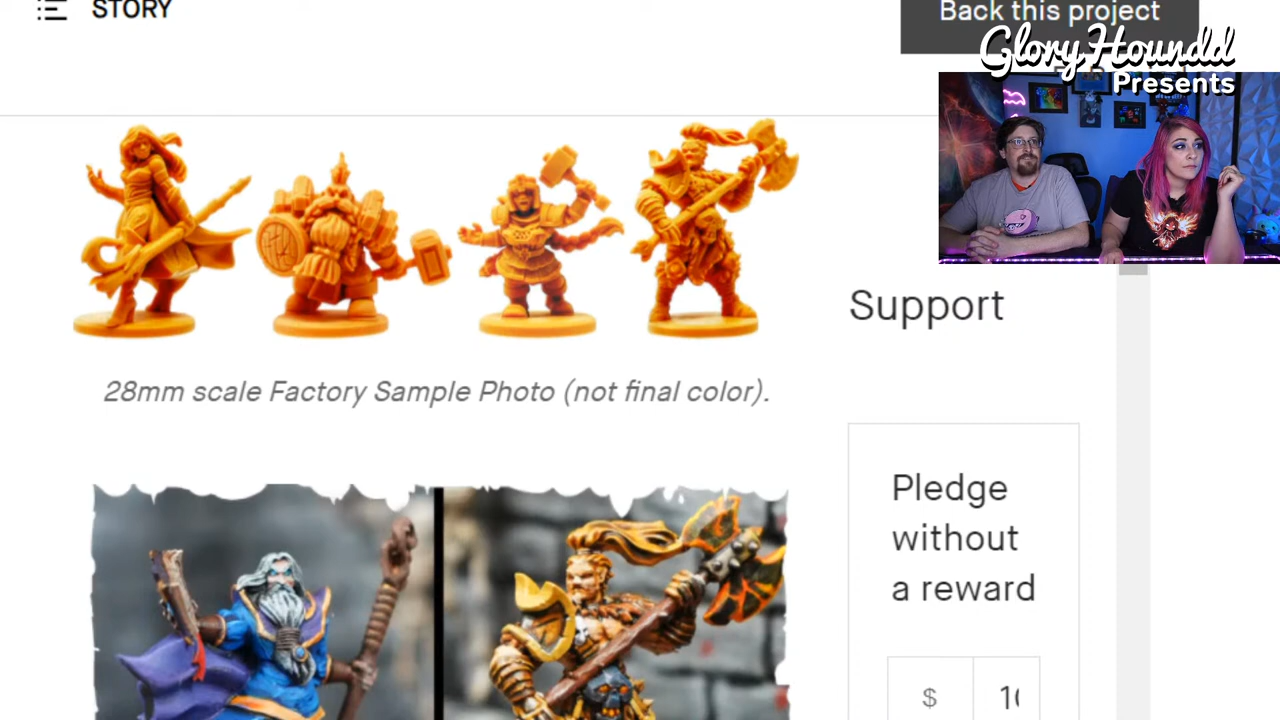 STORY
Back this project
GloryHoundd
Presents
28mm scale Factory Sample Photo (not final color).
Support
Pledge
without
a reward
$